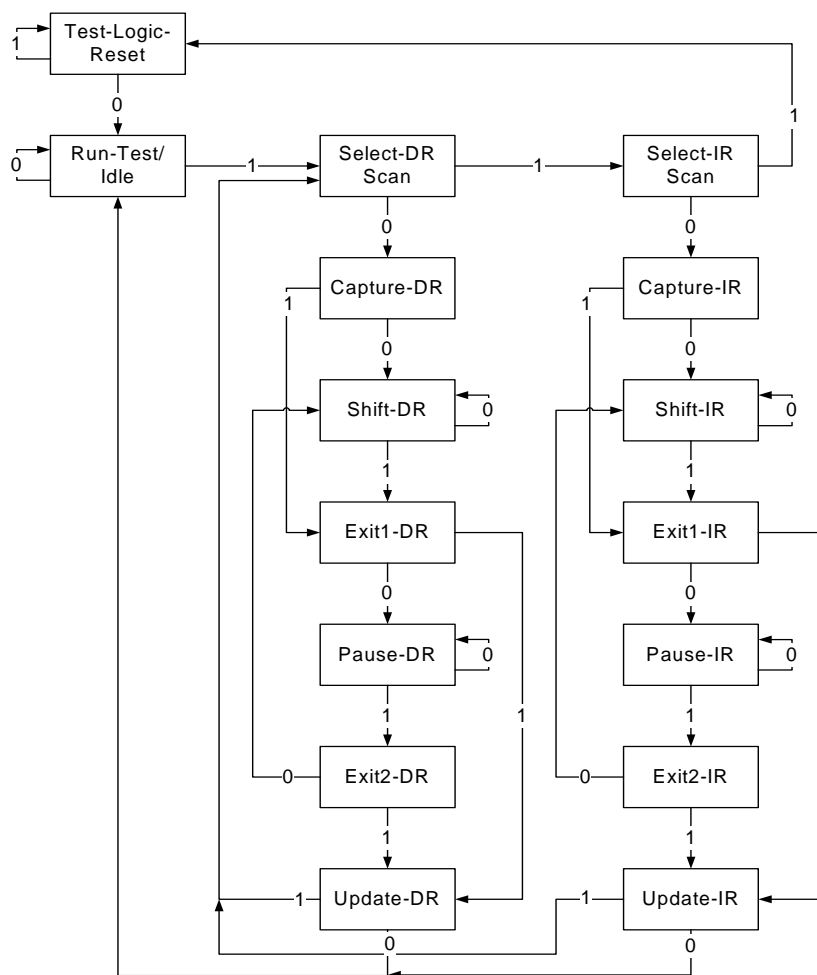 Test-Logic-
Reset
1
0
1
Run-Test/
Idle
0
1
Select-DR
Scan
1
Select-IR
Scan
0
0
Capture-DR
1
Capture-IR
1
0
0
Shift-DR
0
Shift-IR
0
1
1
Exit1-DR
Exit1-IR
0
0
Pause-DR
0
Pause-IR
0
1
1
1
0
Exit2-DR
0
Exit2-IR
1
1
1
Update-DR
1
Update-IR
0
0